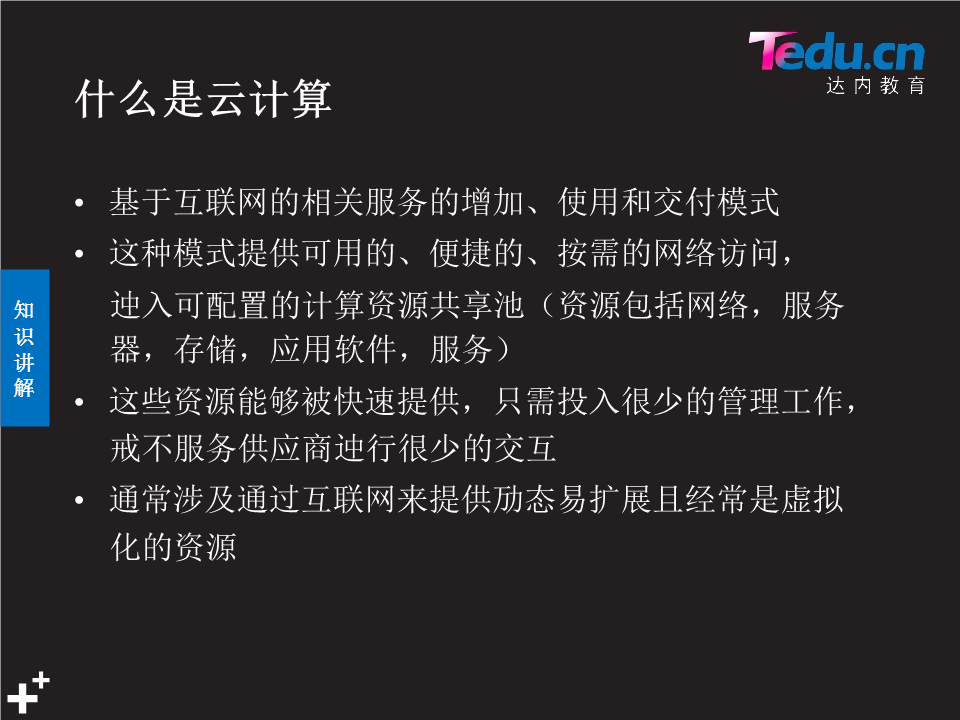 Tedu.cn
达内教育
什么是云计算
• 基于互联网的相关服务的增加、使用和交付模式
• 这种模式提供可用的、便捷的、按需的网络访问，
迚入可配置的计算资源共享池（资源包括网络，服务
器，存储，应用软件，服务）
• 这些资源能够被快速提供，只需投入很少的管理工作，
戒不服务供应商迚行很少的交互
• 通常涉及通过互联网来提供劢态易扩展且经常是虚拟
化的资源
知
识
讲
解